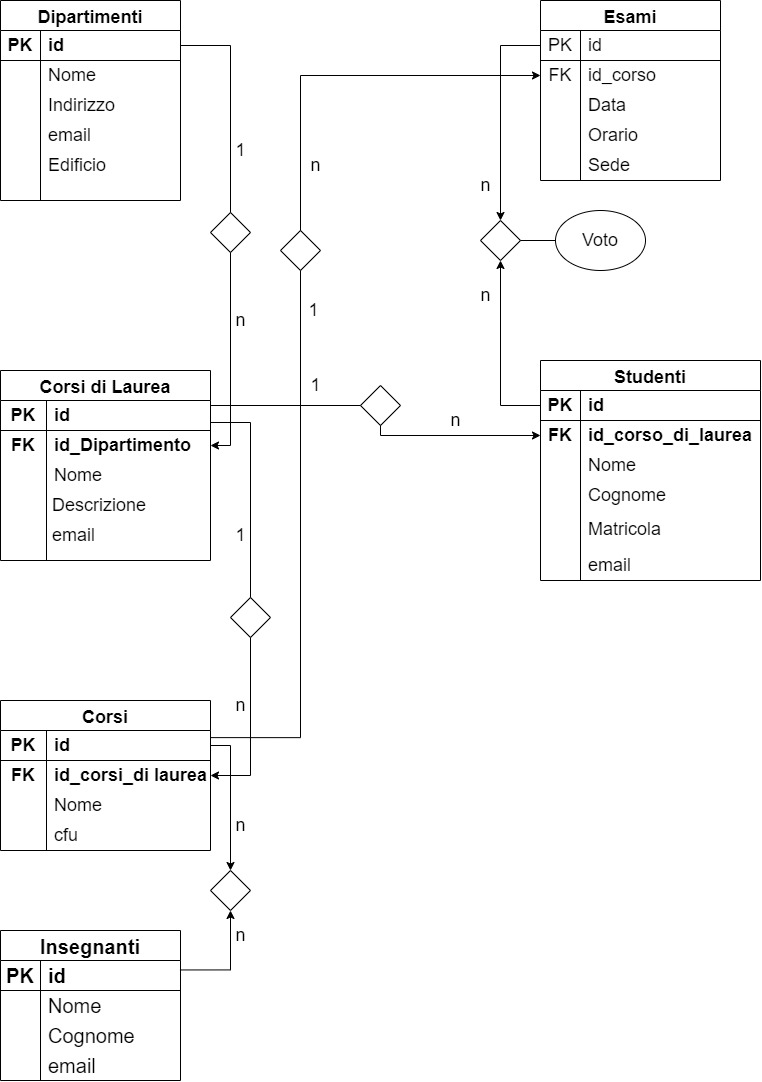 Dipartimenti
PK id
Nome
Indirizzo
email
Edificio
Esami
PK id
FK id_corso
Data
Orario
Sede
1
n
n
Voto
n
n
1
1
n
Corsi di Laurea
PK id
FK id_Dipartimento
Nome
Descrizione
email
Studenti
PK id
FK id_corso_di_laurea
Nome
Cognome
Matricola
email
1
n
Corsi
PK id
FK id_corsi_di laurea
Nome
cfu
n
n
Insegnanti
PK id
Nome
Cognome
email